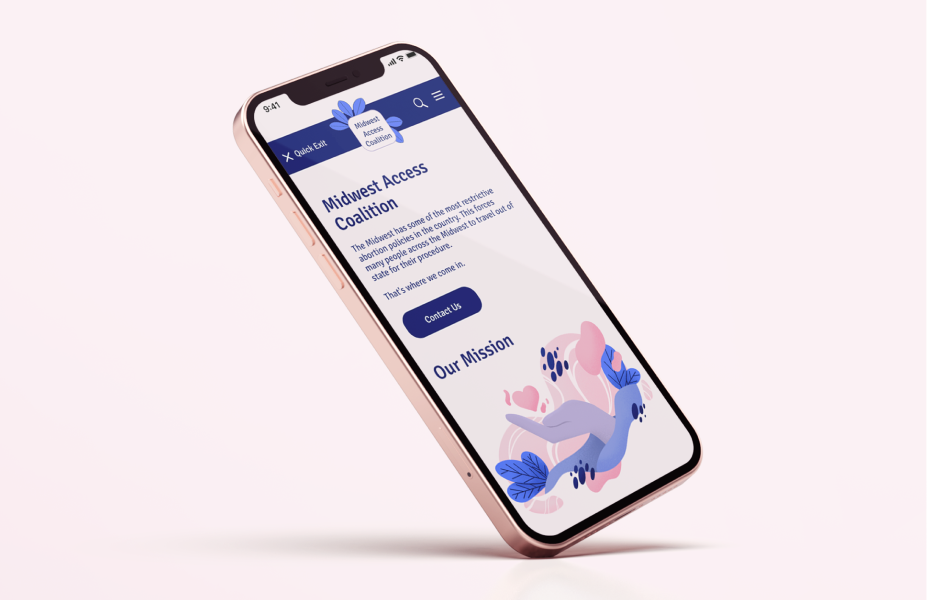 9:41
X Quick Exit
Midwest
Access
Coalition
Midwest Access
Coalition
The Midwest has some of the most restrictive
abortion policies in the country. This forces
many people across the Midwest to travel out of
state for their procedure.
That's where we come in.
Contact Us
Our Mission